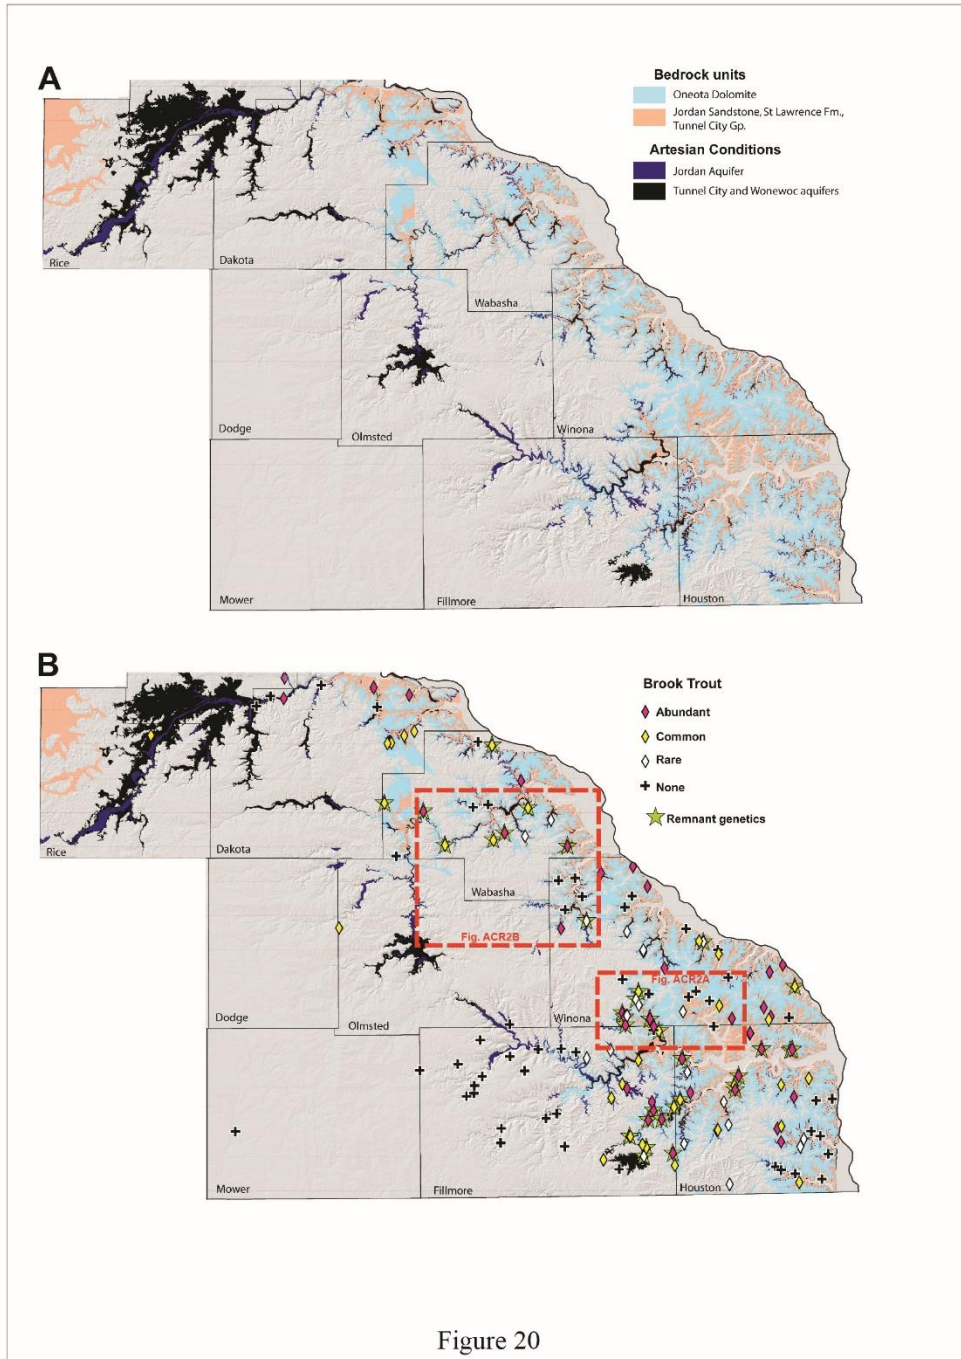 A
Bedrock units
Oneota Dolomite
Jordan Sandstone, St Lawrence Fm.,
Tunnel City Gp.
Artesian Conditions
Jordan Aquifer
Tunnel City and Wonewoc aquifers
Rice
Dakota
Wabasha
Dodge
Olmsted
Winona
Mower
Fillmore
Houston
B
Brook Trout
Abundant
Common
Rare
None
Remnant genetics
Rice
Dakota
Wabasha
Fig. ACR2B
Fig. ACR2A
Dodge
Olmsted
Winona
Mower
Fillmore
Houston
Figure 20